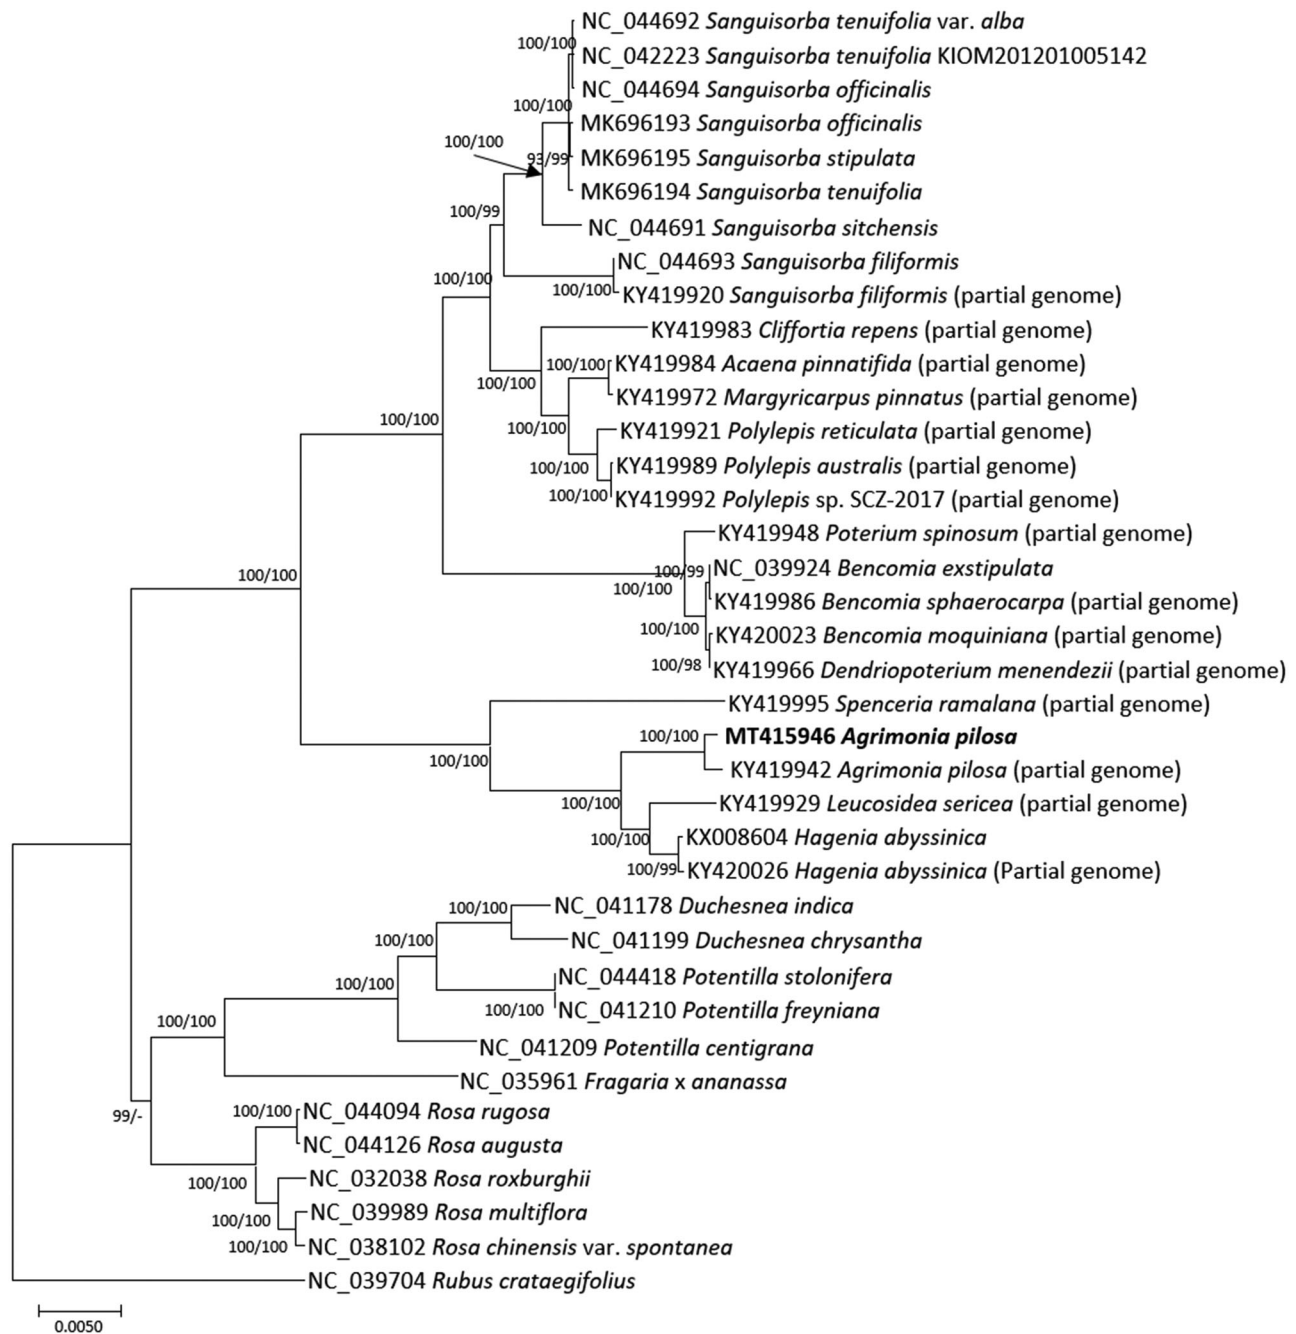 NC_044692 Sanguisorba tenuifolia var. alba
100/100
NC_042223 Sanguisorba tenuifolia KIOM201201005142
NC_044694 Sanguisorba officinalis
100/100
MK696193 Sanguisorba officinalis
100/100
93/99
MK696195 Sanguisorba stipulata
MK696194 Sanguisorba tenuifolia
100/99
NC_044691 Sanguisorba sitchensis
NC_044693 Sanguisorba filiformis
100/100
100/100
KY419920 Sanguisorba filiformis (partial genome)
KY419983 Cliffortia repens (partial genome)
100/100
KY419984 Acaena pinnatifida (partial genome)
100/100
KY419972 Margyricarpus pinnatus (partial genome)
100/100
100/100
KY419921 Polylepis reticulata (partial genome)
100/100
KY419989 Polylepis australis (partial genome)
100/100
KY419992 Polylepis sp. SCZ-2017 (partial genome)
KY419948 Poterium spinosum (partial genome)
100/99
NC_039924 Bencomia exstipulata
100/100
100/100
KY419986 Bencomia sphaerocarpa (partial genome)
100/100
KY420023 Bencomia moquiniana (partial genome)
100/98
KY419966 Dendriopoterium menendezii (partial genome)
KY419995 Spenceria ramalana (partial genome)
100/100
MT415946 Agrimonia pilosa
100/100
KY419942 Agrimonia pilosa (partial genome)
100/100
KY419929 Leucosidea sericea (partial genome)
100/100
KX008604 Hagenia abyssinica
100/99
KY420026 Hagenia abyssinica (Partial genome)
100/100
NC_041178 Duchesnea indica
100/100
NC_041199 Duchesnea chrysantha
100/100
NC_044418 Potentilla stolonifera
100/100
NC_041210 Potentilla freyniana
100/100
NC_041209 Potentilla centigrana
NC_035961 Fragaria x ananassa
99/-
100/100
NC_044094 Rosa rugosa
NC_044126 Rosa augusta
100/100
NC_032038 Rosa roxburghii
100/100
NC_039989 Rosa multiflora
100/100
NC_038102 Rosa chinensis var. spontanea
NC_039704 Rubus crataegifolius
0.0050